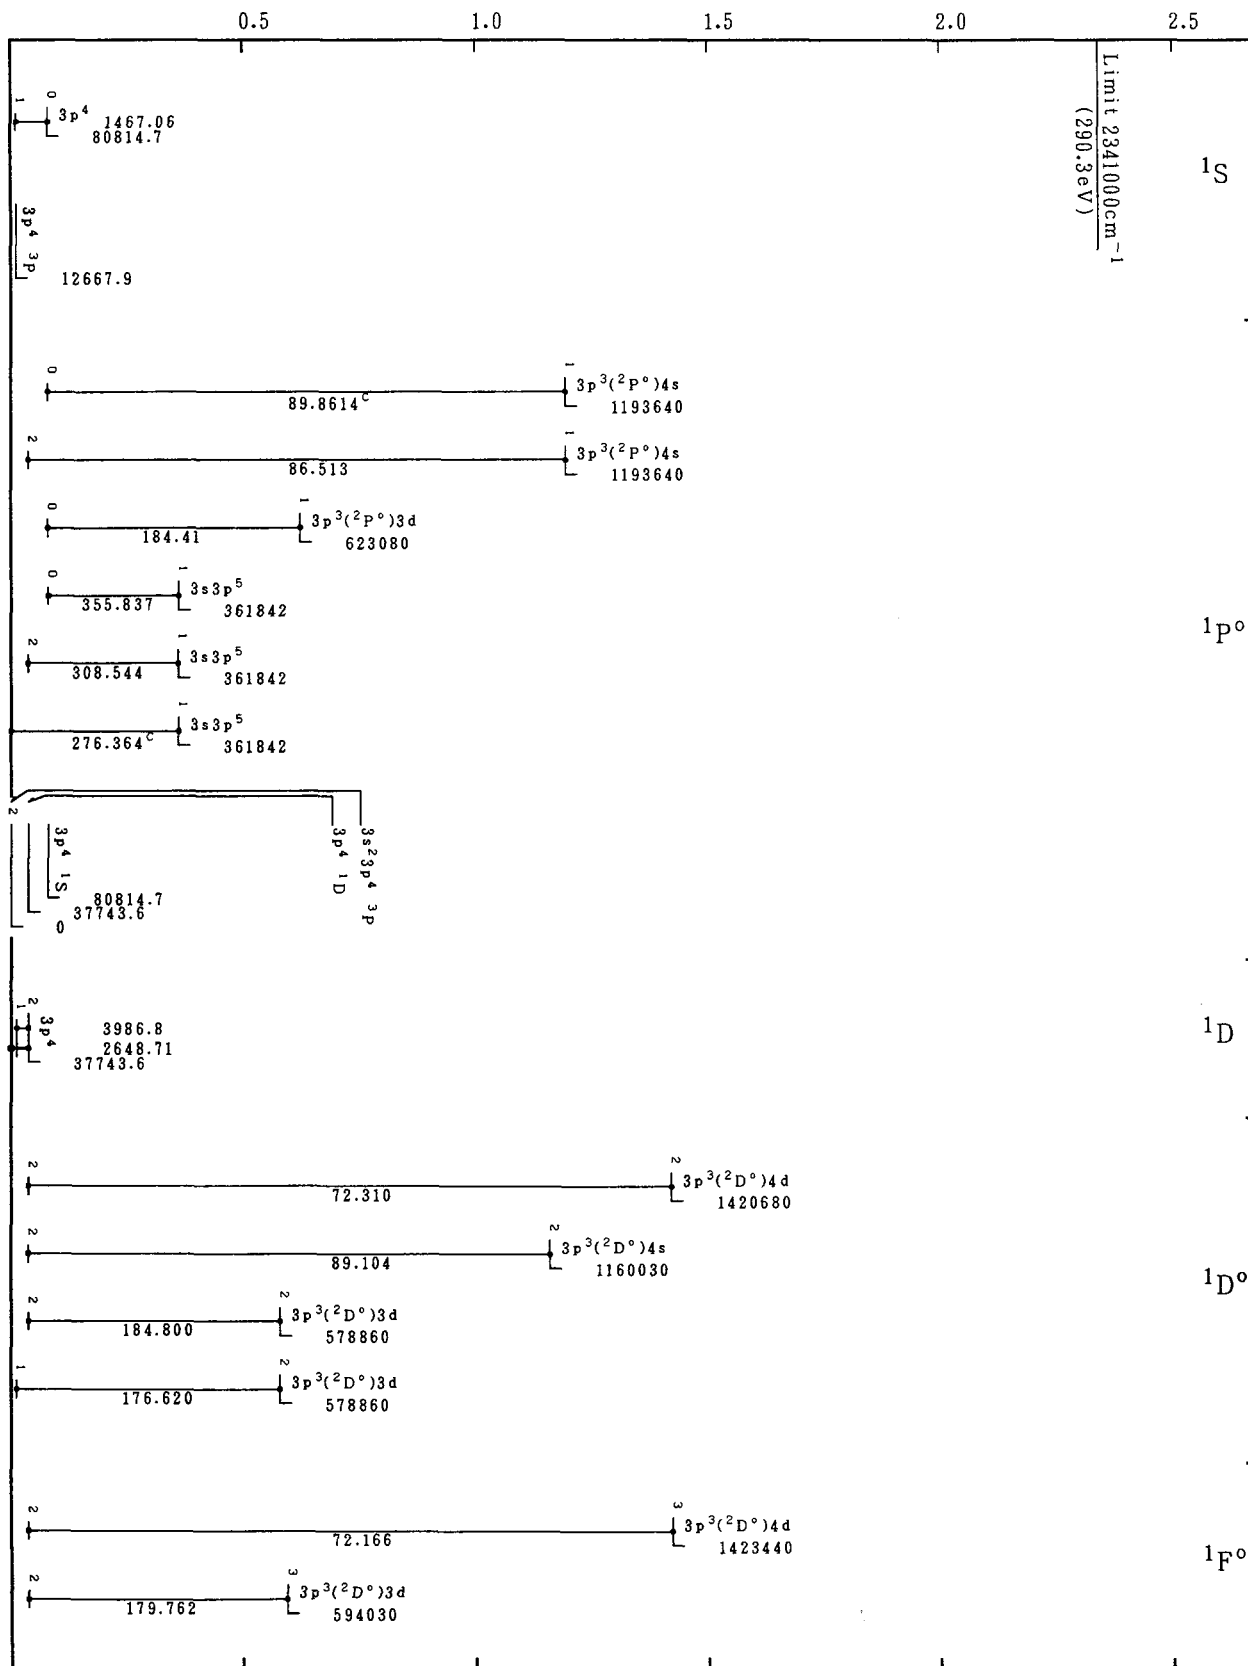 0.5 1.0 1.5 2.0 2.5
Limit 2341000cm⁻¹
(290.3eV)
¹S
1 0 3p⁴ 1467.06
80814.7
3p⁴ ³P
12667.9
¹P°
0 1 3p³(²P°)4s
89.8614ᶜ
1193640
2 1 3p³(²P°)4s
86.513
1193640
0 1 3p³(²P°)3d
184.41
623080
0 1 3s3p⁵
355.837
361842
2 1 3s3p⁵
308.544
361842
1 3s3p⁵
276.364ᶜ
361842
2
3p⁴ ¹S
3p⁴ ¹D
3s²3p⁴ ³P
80814.7
37743.6
0
¹D
1 2 3p⁴
3986.8
2648.71
37743.6
¹D°
2 2 3p³(²D°)4d
72.310
1420680
2 2 3p³(²D°)4s
89.104
1160030
2 2 3p³(²D°)3d
184.800
578860
1 2 3p³(²D°)3d
176.620
578860
¹F°
2 3 3p³(²D°)4d
72.166
1423440
2 3 3p³(²D°)3d
179.762
594030